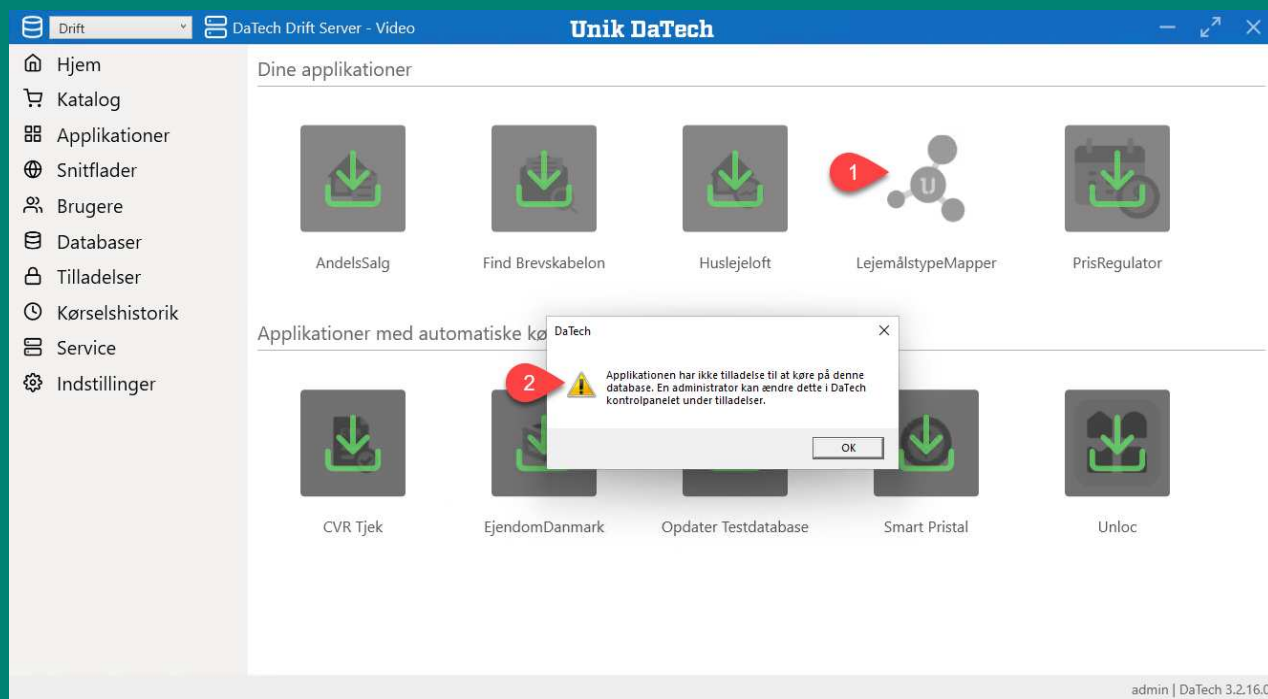 Drift
DaTech Drift Server - Video
Unik DaTech
Hjem
Katalog
Applikationer
Snitflader
Brugere
Databaser
Tilladelser
Kørselshistorik
Service
Indstillinger
Dine applikationer
1
U
AndelsSalg
Find Brevskabelon
Huslejeloft
LejemålstypeMapper
PrisRegulator
Applikationer med automatiske kø
DaTech
2
Applikationen har ikke tilladelse til at køre på denne
database. En administrator kan ændre dette i DaTech
kontrolpanelet under tilladelser.
OK
CVR Tjek
EjendomDanmark
Opdater Testdatabase
Smart Pristal
Unloc
admin | DaTech 3.2.16.0